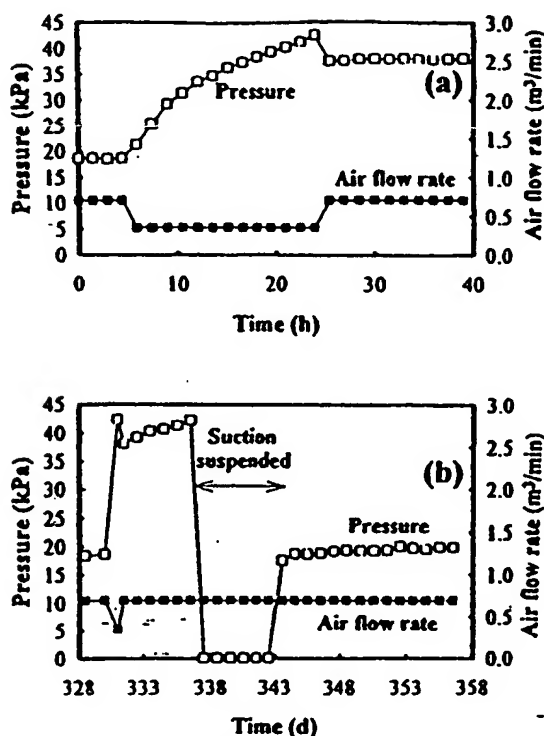 45
40
35
30
25
20
15
10
5
0
Pressure (kPa)
3.0
2.5
2.0
1.5
1.0
0.5
0.0
Air flow rate (m³/min)
(a)
Pressure
Air flow rate
0 10 20 30 40
Time (h)
45
40
35
30
25
20
15
10
5
0
Pressure (kPa)
3.0
2.5
2.0
1.5
1.0
0.5
0.0
Air flow rate (m³/min)
Suction
suspended
(b)
Pressure
Air flow rate
328 333 338 343 348 353 358
Time (d)